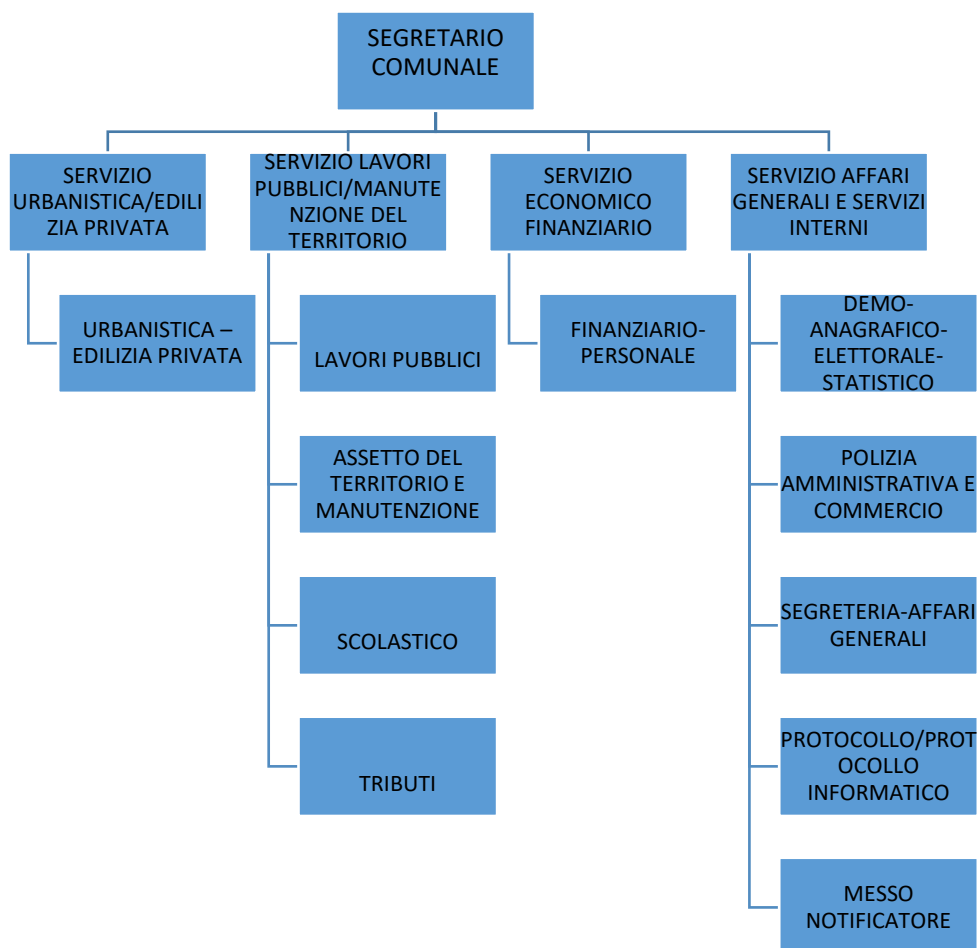 SEGRETARIO
COMUNALE
SERVIZIO
URBANISTICA/EDILI
ZIA PRIVATA
SERVIZIO LAVORI
PUBBLICI/MANUTE
NZIONE DEL
TERRITORIO
SERVIZIO
ECONOMICO
FINANZIARIO
SERVIZIO AFFARI
GENERALI E SERVIZI
INTERNI
URBANISTICA –
EDILIZIA PRIVATA
LAVORI PUBBLICI
ASSETTO DEL
TERRITORIO E
MANUTENZIONE
SCOLASTICO
TRIBUTI
FINANZIARIO-
PERSONALE
DEMO-
ANAGRAFICO-
ELETTORALE-
STATISTICO
POLIZIA
AMMINISTRATIVA E
COMMERCIO
SEGRETERIA-AFFARI
GENERALI
PROTOCOLLO/PROT
OCOLLO
INFORMATICO
MESSO
NOTIFICATORE